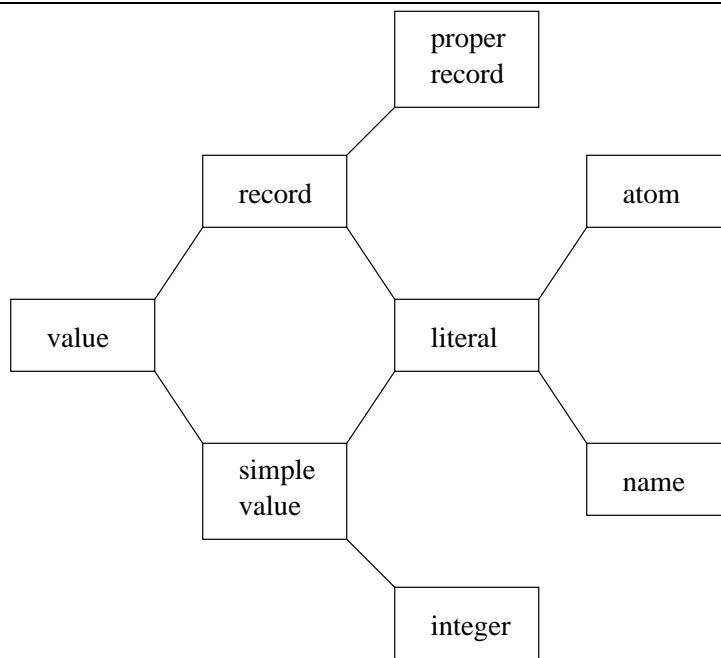 proper
record
record
atom
value
literal
simple
value
name
integer